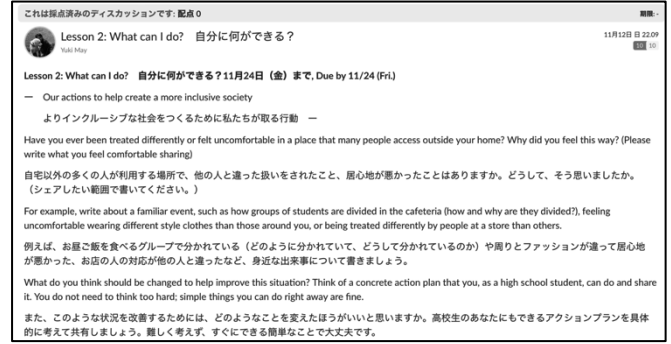 これは採点済みのディスカッションです: 配点 0
期限: -
Lesson 2: What can I do? 自分に何ができる？
11月12日 日 22.09
Yuki May
10 10
Lesson 2: What can I do? 自分に何ができる？11月24日（金）まで, Due by 11/24 (Fri.)
ー Our actions to help create a more inclusive society
よりインクルーシブな社会をつくるために私たちが取る行動 ー
Have you ever been treated differently or felt uncomfortable in a place that many people access outside your home? Why did you feel this way? (Please
write what you feel comfortable sharing)
自宅以外の多くの人が利用する場所で、他の人と違った扱いをされたこと、居心地が悪かったことはありますか。どうして、そう思いましたか。
（シェアしたい範囲で書いてください。）
For example, write about a familiar event, such as how groups of students are divided in the cafeteria (how and why are they divided?), feeling
uncomfortable wearing different style clothes than those around you, or being treated differently by people at a store than others.
例えば、お昼ご飯を食べるグループで分かれている（どのように分かれていて、どうして分かれているのか）や周りとファッションが違って居心地
が悪かった、お店の人の対応が他の人と違ったなど、身近な出来事について書きましょう。
What do you think should be changed to help improve this situation? Think of a concrete action plan that you, as a high school student, can do and share
it. You do not need to think too hard; simple things you can do right away are fine.
また、このような状況を改善するためには、どのようなことを変えたほうがいいと思いますか。高校生のあなたにもできるアクションプランを具体
的に考えて共有しましょう。難しく考えず、すぐにできる簡単なことで大丈夫です。